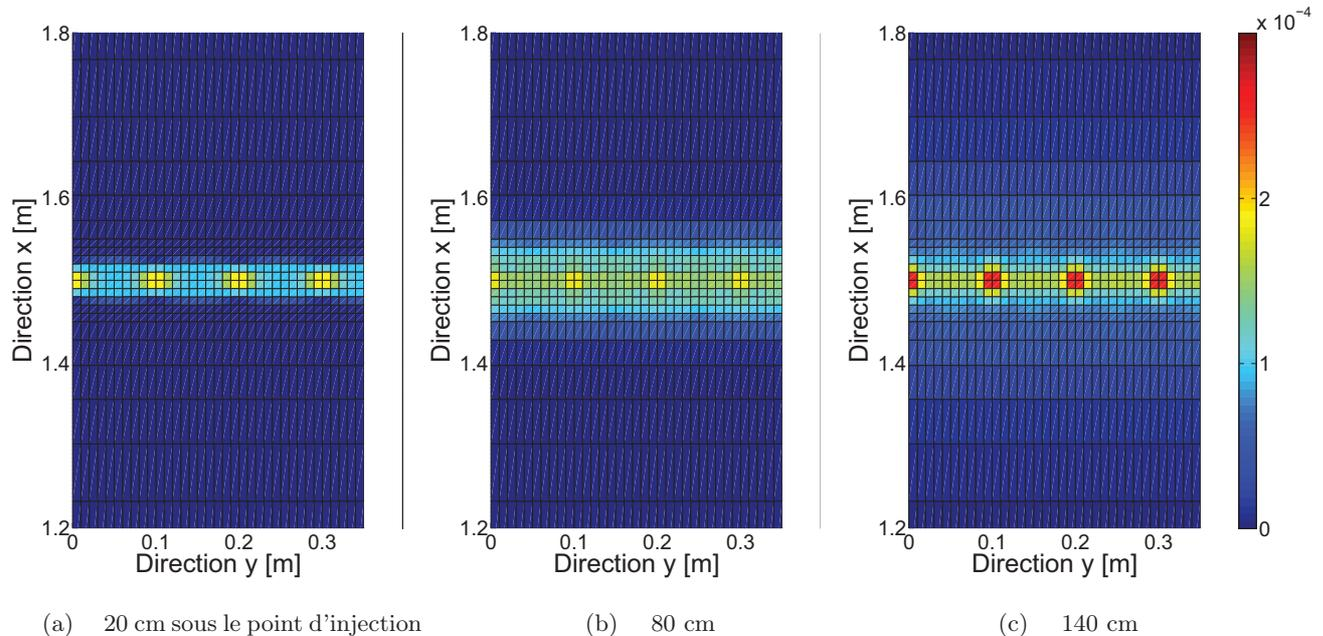 1.8
1.6
1.4
1.2
0
0.1
0.2
0.3
Direction x [m]
Direction y [m]
1.8
1.6
1.4
1.2
0
0.1
0.2
0.3
Direction x [m]
Direction y [m]
1.8
1.6
1.4
1.2
0
0.1
0.2
0.3
Direction x [m]
Direction y [m]
x 10⁻⁴
2
1
0
(a) 20 cm sous le point d'injection
(b) 80 cm
(c) 140 cm